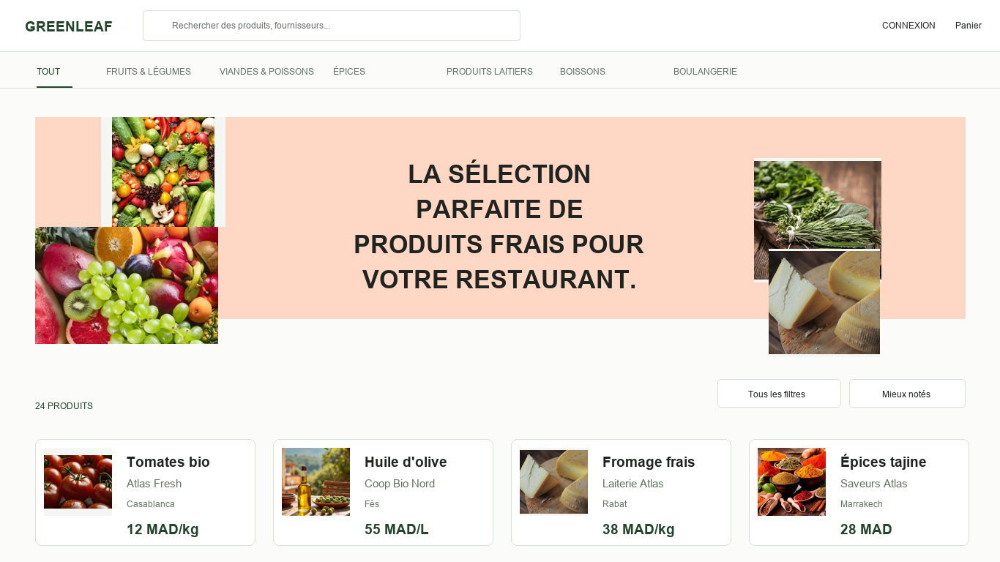 GREENLEAF
Rechercher des produits, fournisseurs...
CONNEXION
Panier
TOUT
FRUITS & LÉGUMES
VIANDES & POISSONS
ÉPICES
PRODUITS LAITIERS
BOISSONS
BOULANGERIE
LA SÉLECTION
PARFAITE DE
PRODUITS FRAIS POUR
VOTRE RESTAURANT.
24 PRODUITS
Tous les filtres
Mieux notés
Tomates bio
Atlas Fresh
Casablanca
12 MAD/kg
Huile d'olive
Coop Bio Nord
Fès
55 MAD/L
Fromage frais
Laiterie Atlas
Rabat
38 MAD/kg
Épices tajine
Saveurs Atlas
Marrakech
28 MAD